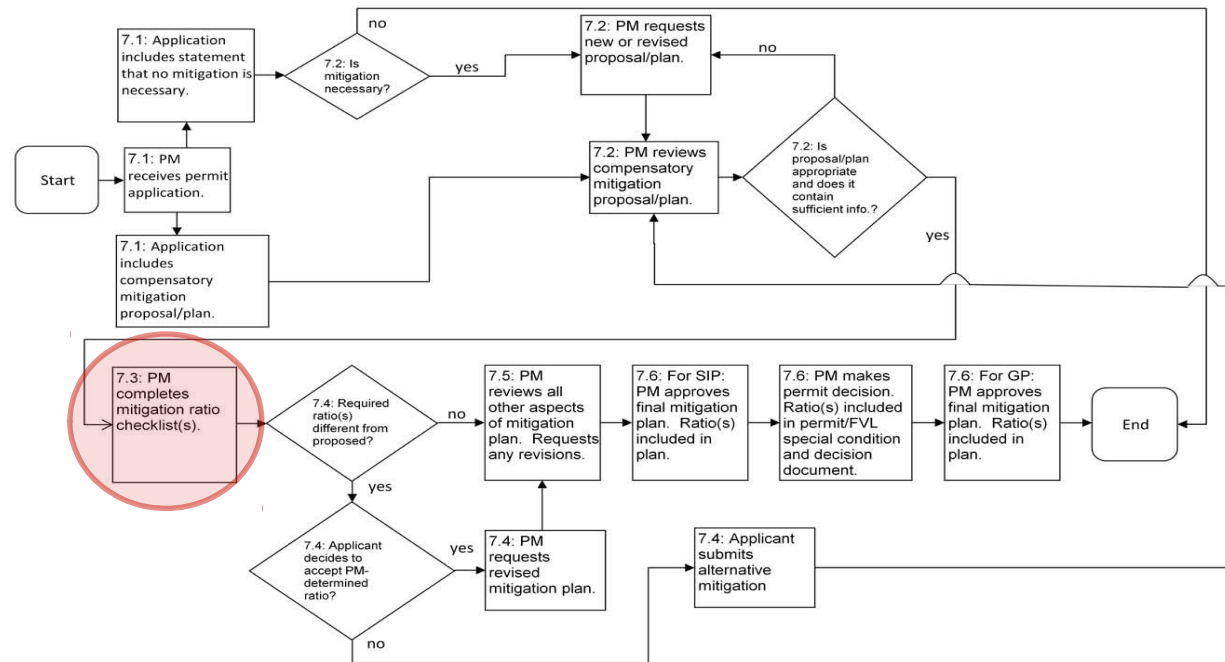 no
7.1: Application
includes statement
that no mitigation is
necessary.
7.2: Is
mitigation
necessary?
yes
7.2: PM requests
new or revised
proposal/plan.
no
Start
7.1: PM
receives permit
application.
7.2: PM reviews
compensatory
mitigation
proposal/plan.
7.2: Is
proposal/plan
appropriate
and does it
contain
sufficient info.?
yes
7.1: Application
includes
compensatory
mitigation
proposal/plan.
7.3: PM
completes
mitigation ratio
checklist(s).
7.4: Required
ratio(s)
different from
proposed?
no
yes
7.5: PM
reviews all
other aspects
of mitigation
plan. Requests
any revisions.
7.6: For SIP:
PM approves
final mitigation
plan. Ratio(s)
included in
plan.
7.6: PM makes
permit decision.
Ratio(s) included
in permit/FVL
special condition
and decision
document.
7.6: For GP:
PM approves
final mitigation
plan. Ratio(s)
included in
plan.
End
7.4: Applicant
decides to
accept PM-
determined
ratio?
yes
7.4: PM
requests
revised
mitigation plan.
7.4: Applicant
submits
alternative
mitigation
no